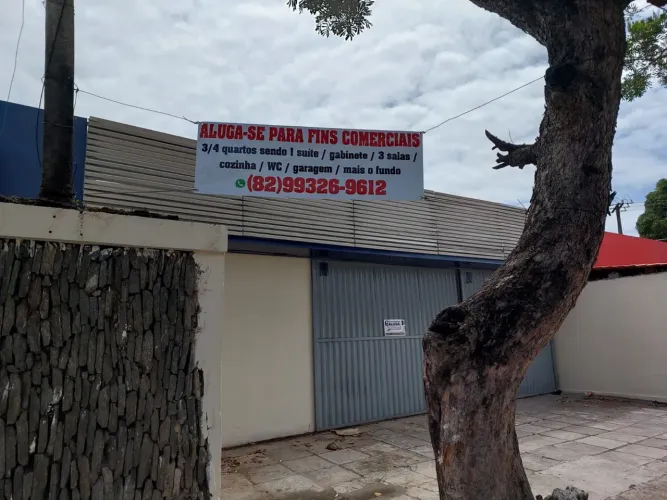 ALUGA-SE PARA FINS COMERCIAIS
3/4 quartos sendo 1 suíte / gabinete / 3 salas /
cozinha / WC / garagem / mais o fundo
(82)99326-9612